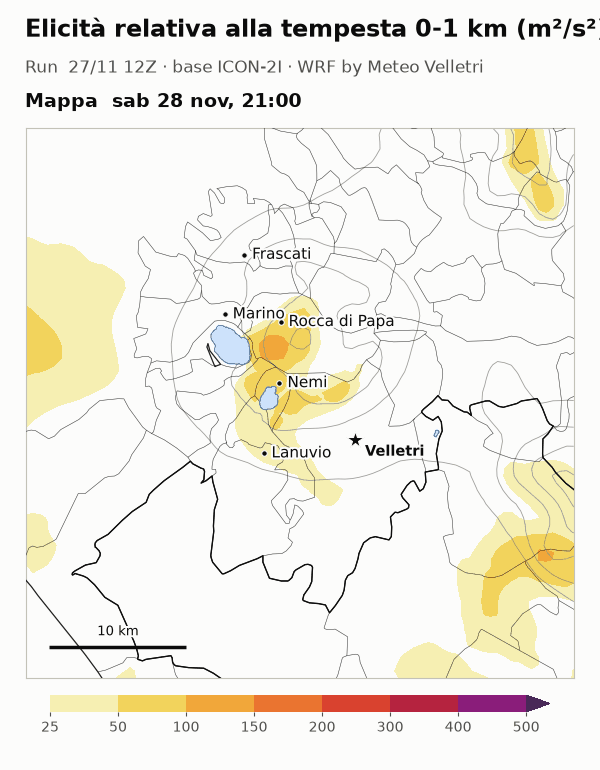 Elicità relativa alla tempesta 0-1 km (m²/s²)
Run 27/11 12Z · base ICON-2I · WRF by Meteo Velletri
Mappa sab 28 nov, 21:00
Frascati
Marino
Rocca di Papa
Nemi
Velletri
Lanuvio
10 km
25 50 100 150 200 300 400 500